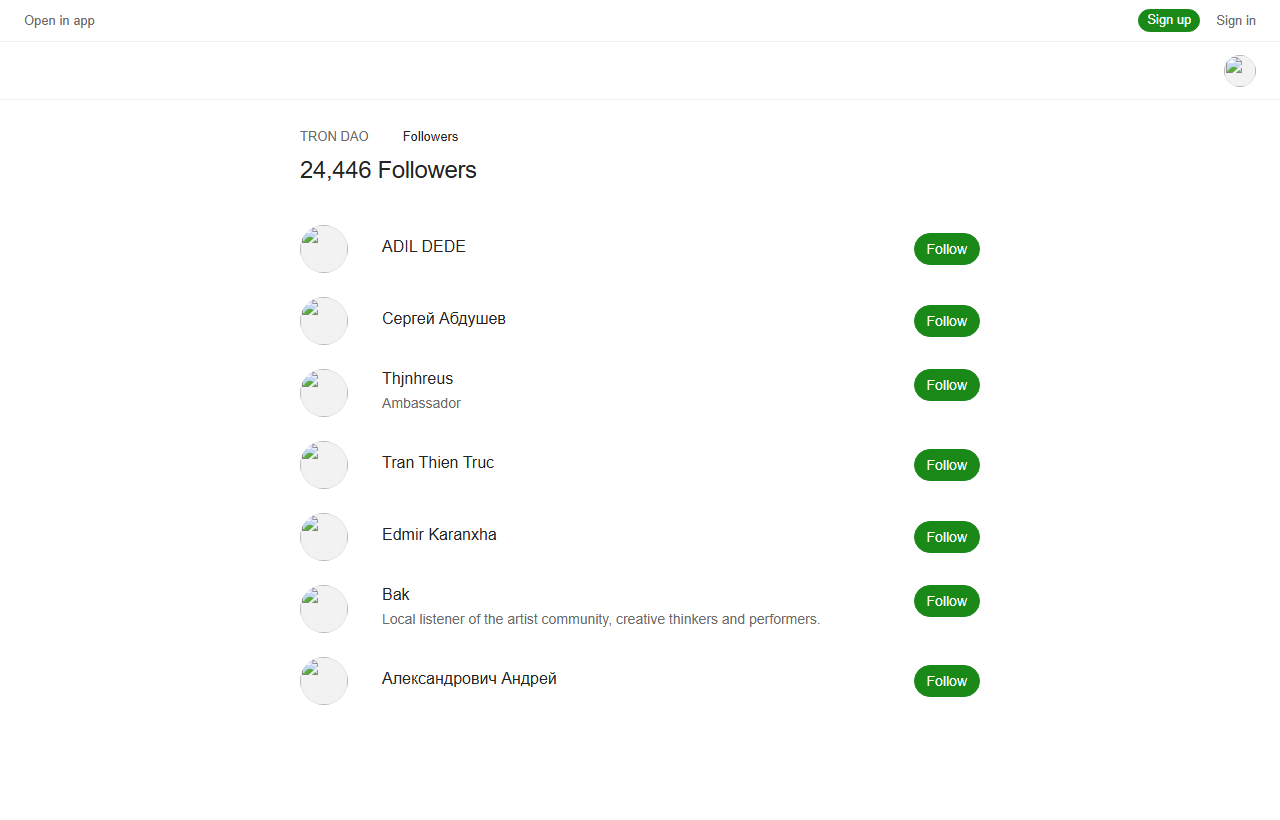 Open in app
Sign up
Sign in
TRON DAO
Followers
24,446 Followers
ADIL DEDE
Follow
Сергей Абдушев
Follow
Thjnhreus
Ambassador
Follow
Tran Thien Truc
Follow
Edmir Karanxha
Follow
Bak
Local listener of the artist community, creative thinkers and performers.
Follow
Александрович Андрей
Follow